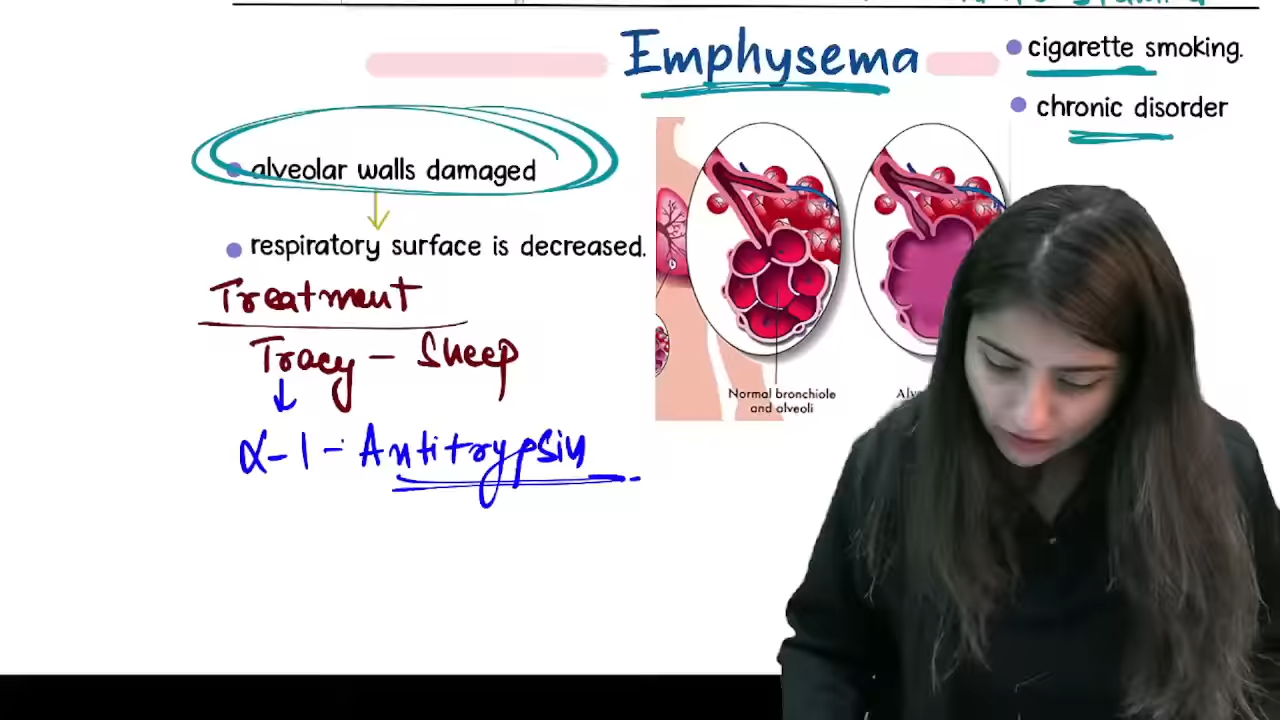 Emphysema
cigarette smoking.
chronic disorder
alveolar walls damaged
respiratory surface is decreased.
Treatment
Tracy - Sheep
α-1-Antitrypsin
Normal bronchiole
and alveoli